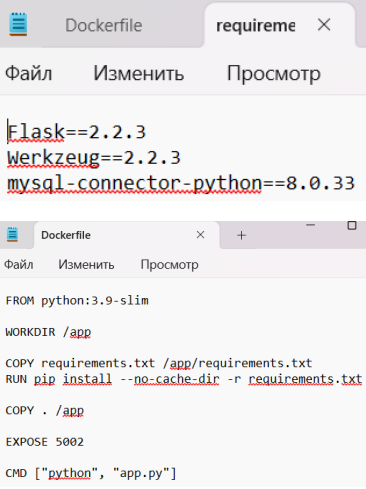 Dockerfile
requireme
Файл Изменить Просмотр
Flask==2.2.3
Werkzeug==2.2.3
mysql-connector-python==8.0.33
Dockerfile
Файл Изменить Просмотр
FROM python:3.9-slim
WORKDIR /app
COPY requirements.txt /app/requirements.txt
RUN pip install --no-cache-dir -r requirements.txt
COPY . /app
EXPOSE 5002
CMD ["python", "app.py"]